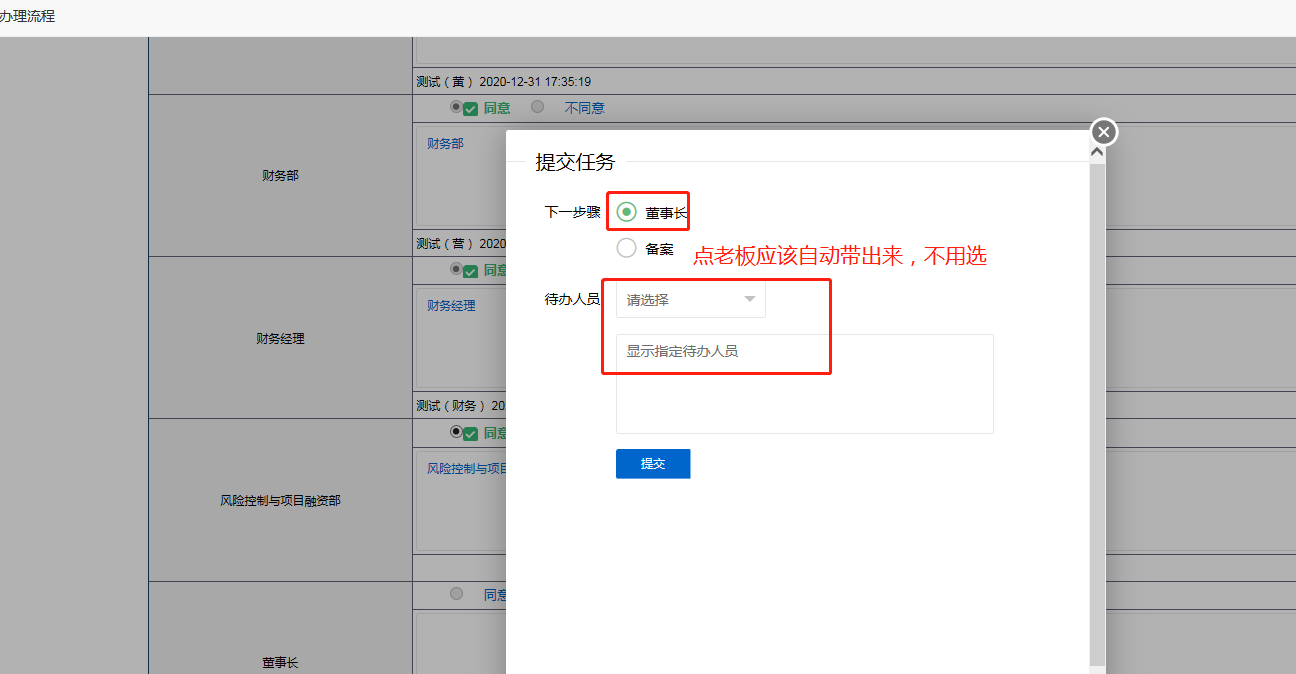 办理流程
测试（董）2020-12-31 17:35:19
同意 不同意
财务部
财务部
测试（营）2020
同意
财务经理
财务经理
测试（财务）20
同意
风险控制与项目融资部
风险控制与项目
同意
董事长
提交任务
下一步骤 董事长
备案
点老板应该自动带出来，不用选
待办人员 请选择
显示指定待办人员
提交